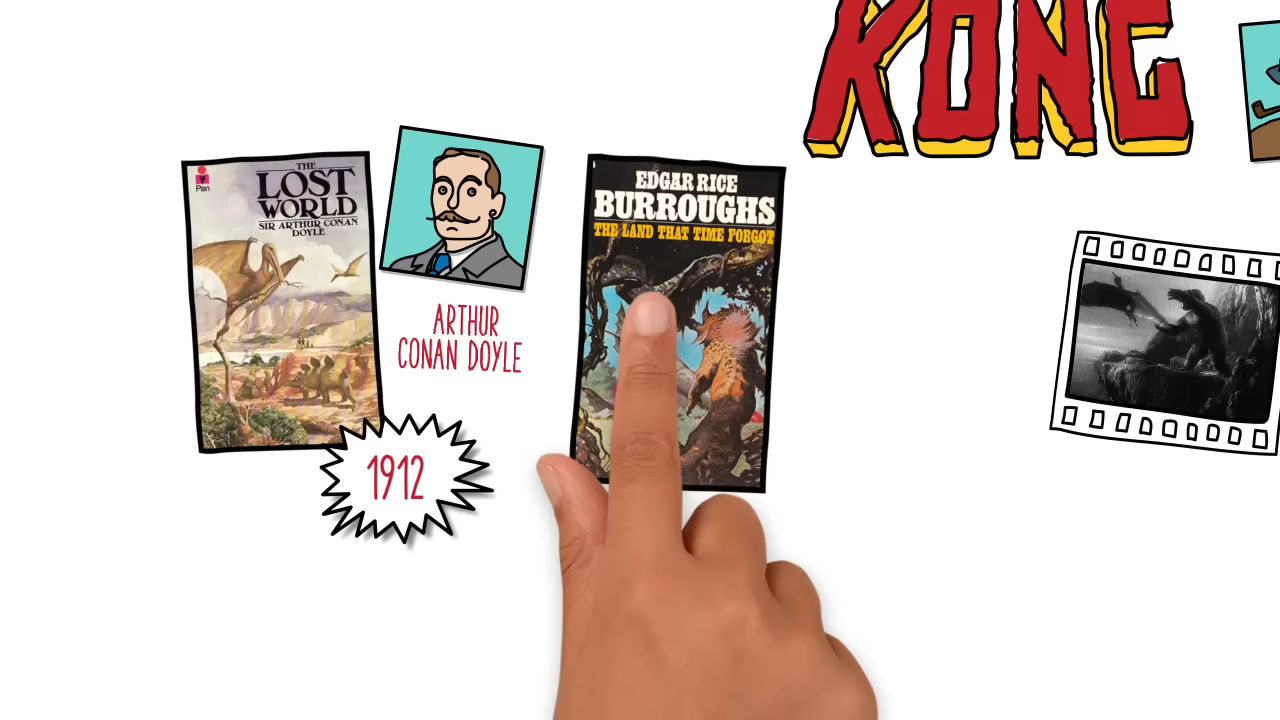 KONG
Pan
THE
LOST
WORLD
SIR ARTHUR CONAN
DOYLE
ARTHUR
CONAN DOYLE
1912
EDGAR RICE
BURROUGHS
THE LAND THAT TIME FORGOT